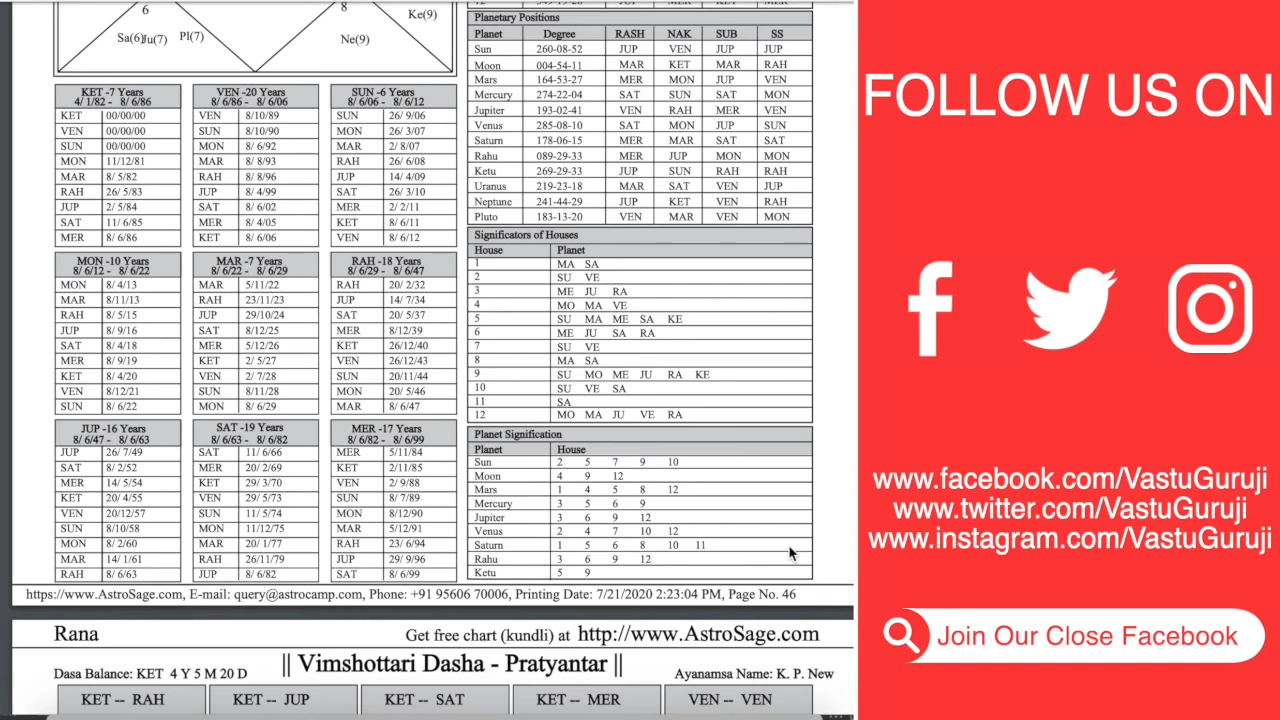 6
8
Ke(9)
Sa(6)Ju(7) Pl(7)
Ne(9)
KET -7 Years
4/ 1/82 - 8/ 6/86
KET 00/00/00
VEN 00/00/00
SUN 00/00/00
MON 11/12/81
MAR 8/ 5/82
RAH 26/ 5/83
JUP 2/ 5/84
SAT 11/ 6/85
MER 8/ 6/86
VEN -20 Years
8/ 6/86 - 8/ 6/06
VEN 8/10/89
SUN 8/10/90
MON 8/ 6/92
MAR 8/ 8/93
RAH 8/ 8/96
JUP 8/ 4/99
SAT 8/ 6/02
MER 8/ 4/05
KET 8/ 6/06
SUN -6 Years
8/ 6/06 - 8/ 6/12
SUN 26/ 9/06
MON 26/ 3/07
MAR 2/ 8/07
RAH 26/ 6/08
JUP 14/ 4/09
SAT 26/ 3/10
MER 2/ 2/11
KET 8/ 6/11
VEN 8/ 6/12
MON -10 Years
8/ 6/12 - 8/ 6/22
MON 8/ 4/13
MAR 8/11/13
RAH 8/ 5/15
JUP 8/ 9/16
SAT 8/ 4/18
MER 8/ 9/19
KET 8/ 4/20
VEN 8/12/21
SUN 8/ 6/22
MAR -7 Years
8/ 6/22 - 8/ 6/29
MAR 5/11/22
RAH 23/11/23
JUP 29/10/24
SAT 8/12/25
MER 5/12/26
KET 2/ 5/27
VEN 2/ 7/28
SUN 8/11/28
MON 8/ 6/29
RAH -18 Years
8/ 6/29 - 8/ 6/47
RAH 20/ 2/32
JUP 14/ 7/34
SAT 20/ 5/37
MER 8/12/39
KET 26/12/40
VEN 26/12/43
SUN 20/11/44
MON 20/ 5/46
MAR 8/ 6/47
JUP -16 Years
8/ 6/47 - 8/ 6/63
JUP 26/ 7/49
SAT 8/ 2/52
MER 14/ 5/54
KET 20/ 4/55
VEN 20/12/57
SUN 8/10/58
MON 8/ 2/60
MAR 14/ 1/61
RAH 8/ 6/63
SAT -19 Years
8/ 6/63 - 8/ 6/82
SAT 11/ 6/66
MER 20/ 2/69
KET 29/ 3/70
VEN 29/ 5/73
SUN 11/ 5/74
MON 11/12/75
MAR 20/ 1/77
RAH 26/11/79
JUP 8/ 6/82
MER -17 Years
8/ 6/82 - 8/ 6/99
MER 5/11/84
KET 2/11/85
VEN 2/ 9/88
SUN 8/ 7/89
MON 8/12/90
MAR 5/12/91
RAH 23/ 6/94
JUP 29/ 9/96
SAT 8/ 6/99
Planetary Positions
Planet Degree RASH NAK SUB SS
Sun 260-08-52 JUP VEN JUP JUP
Moon 004-54-11 MAR KET MAR RAH
Mars 164-53-27 MER MON JUP VEN
Mercury 274-22-04 SAT SUN SAT MON
Jupiter 193-02-41 VEN RAH MER VEN
Venus 285-08-10 SAT MON JUP SUN
Saturn 178-06-15 MER MAR SAT SAT
Rahu 089-29-33 MER JUP MON MON
Ketu 269-29-33 JUP SUN RAH RAH
Uranus 219-23-18 MAR SAT VEN JUP
Neptune 241-44-29 JUP KET VEN RAH
Pluto 183-13-20 VEN MAR VEN MON
Significators of Houses
House Planet
1 MA SA
2 SU VE
3 ME JU RA
4 MO MA VE
5 SU MA ME SA KE
6 ME JU SA RA
7 SU VE
8 MA SA
9 SU MO ME JU RA KE
10 SU VE SA
11 SA
12 MO MA JU VE RA
Planet Signification
Planet House
Sun 2 5 7 9 10
Moon 4 9 12
Mars 1 4 5 8 12
Mercury 3 5 6 9
Jupiter 3 6 9 12
Venus 2 4 7 10 12
Saturn 1 5 6 8 10 11
Rahu 3 6 9 12
Ketu 5 9
https://www.AstroSage.com, E-mail: query@astrocamp.com, Phone: +91 95606 70006, Printing Date: 7/21/2020 2:23:04 PM, Page No. 46
Rana Get free chart (kundli) at http://www.AstroSage.com
|| Vimshottari Dasha - Pratyantar ||
Dasa Balance: KET 4 Y 5 M 20 D Ayanamsa Name: K. P. New
KET -- RAH KET -- JUP KET -- SAT KET -- MER VEN -- VEN
FOLLOW US ON
www.facebook.com/VastuGuruji
www.twitter.com/VastuGuruji
www.instagram.com/VastuGuruji
Join Our Close Facebook